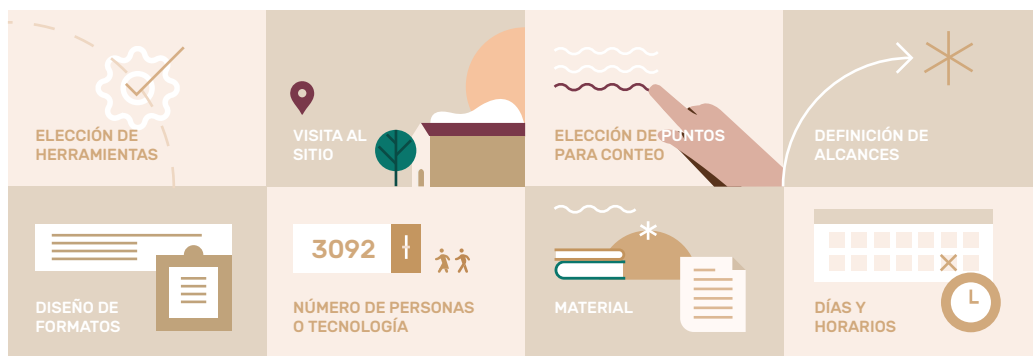 ELECCIÓN DE
HERRAMIENTAS
VISITA AL
SITIO
ELECCIÓN DE PUNTOS
PARA CONTEO
DEFINICIÓN DE
ALCANCES
DISEÑO DE
FORMATOS
3092
NÚMERO DE PERSONAS
O TECNOLOGÍA
MATERIAL
DÍAS Y
HORARIOS